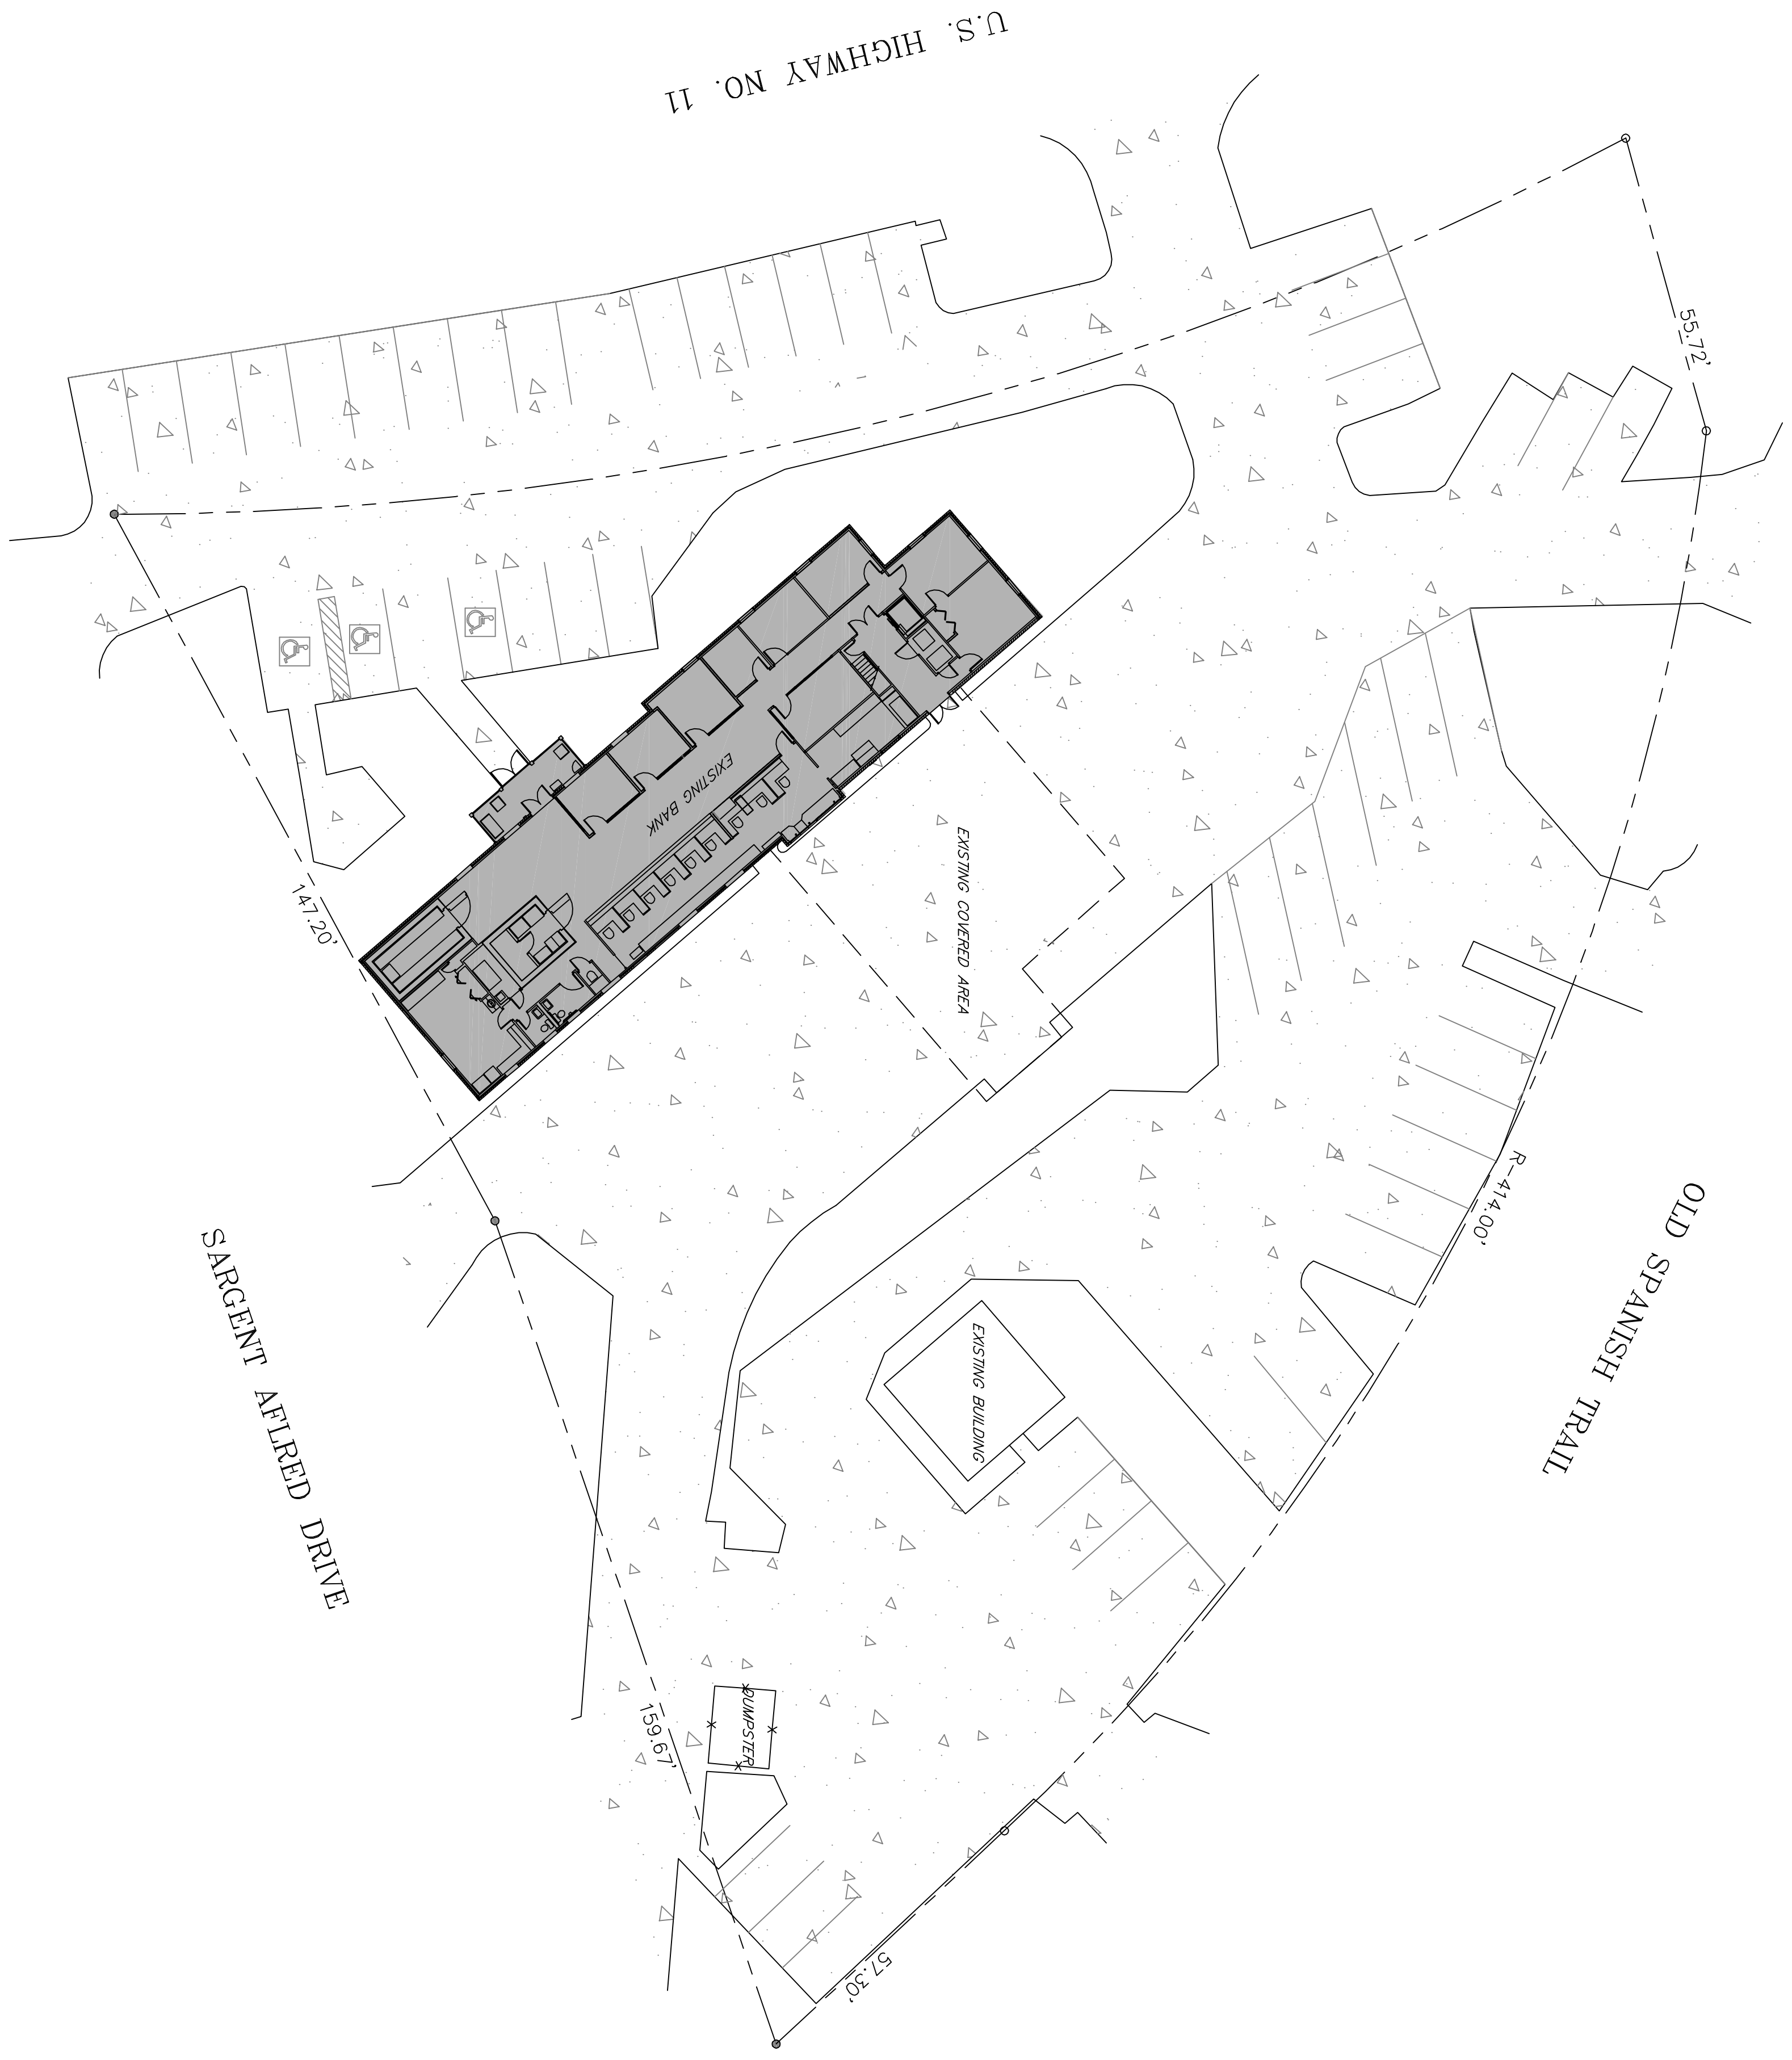 U.S. HIGHWAY NO. 11
55.72'
EXISTING BANK
EXISTING COVERED AREA
147.20'
R-414.00'
OLD SPANISH TRAIL
SARGENT AFLRED DRIVE
EXISTING BUILDING
DUMPSTER
159.67'
57.30'